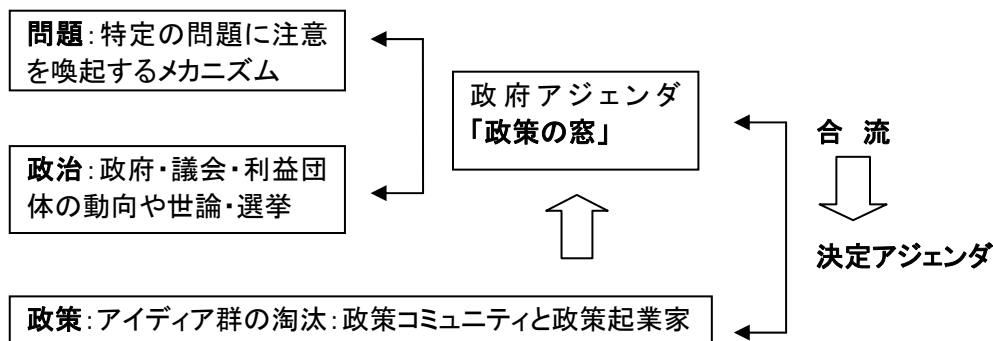 問題：特定の問題に注意
を喚起するメカニズム
政治：政府・議会・利益団
体の動向や世論・選挙
政府アジェンダ
「政策の窓」
合 流
決定アジェンダ
政策：アイディア群の淘汰：政策コミュニティと政策起業家